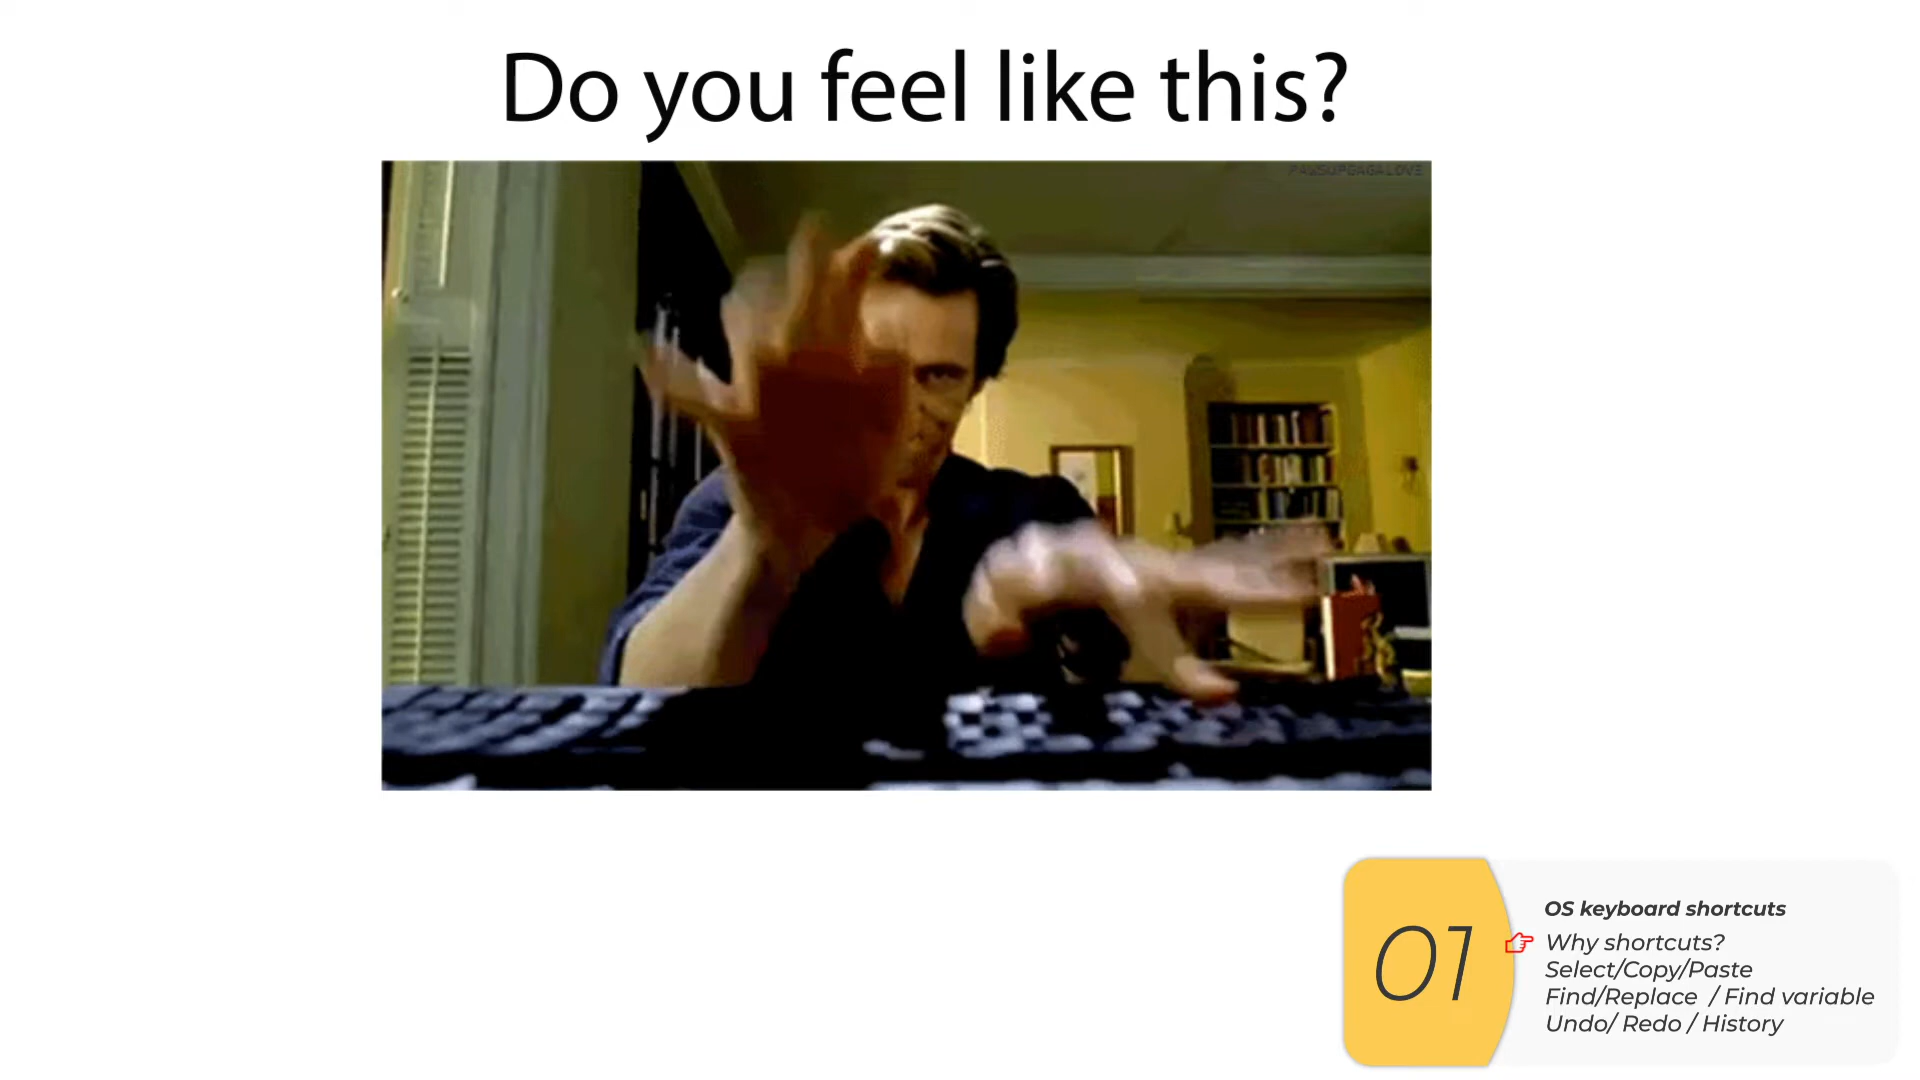 Do you feel like this?
PAWSUPGAGALOVE
01
OS keyboard shortcuts
Why shortcuts?
Select/Copy/Paste
Find/Replace / Find variable
Undo/ Redo / History